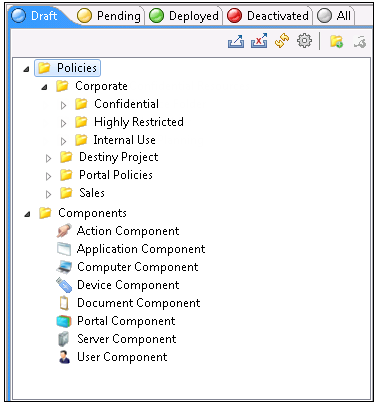 Draft Pending Deployed Deactivated All
Policies
Corporate
Confidential
Highly Restricted
Internal Use
Destiny Project
Portal Policies
Sales
Components
Action Component
Application Component
Computer Component
Device Component
Document Component
Portal Component
Server Component
User Component